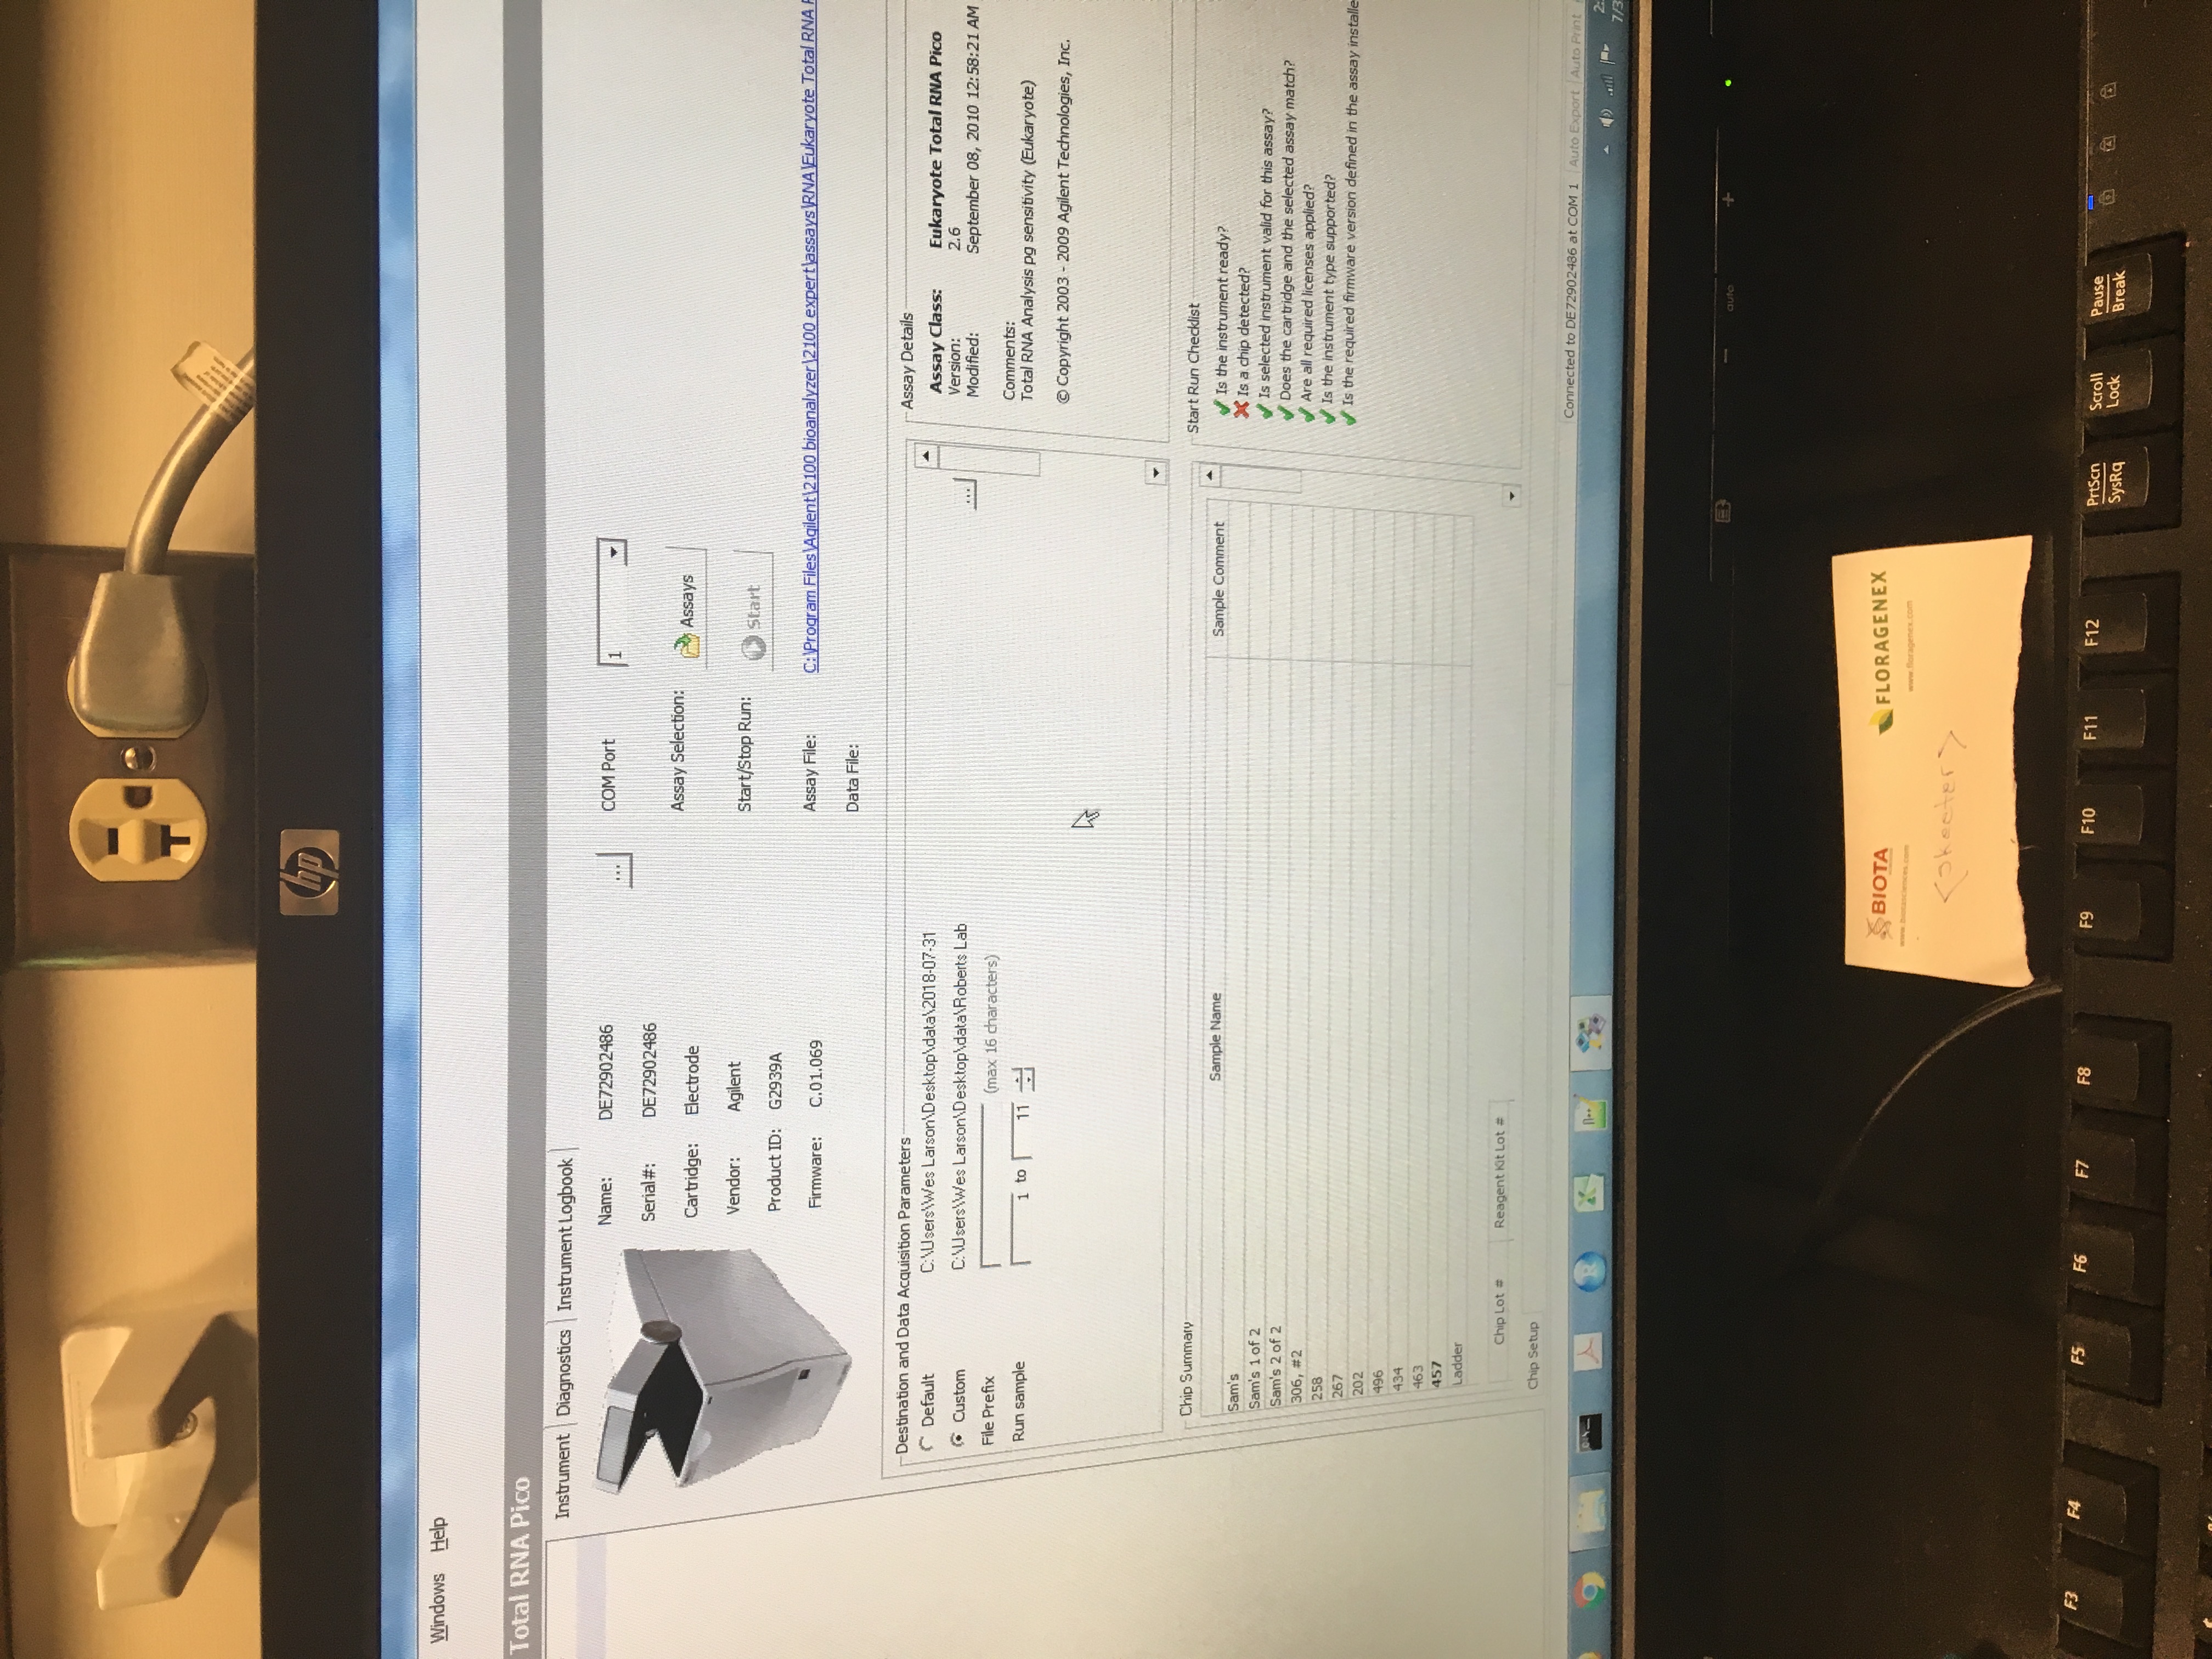 hp
Windows Help
Total RNA Pico
Instrument Diagnostics Instrument Logbook
Name: DE72902486 ...
Serial#: DE72902486
Cartridge: Electrode
Vendor: Agilent
Product ID: G2939A
Firmware: C.01.069
COM Port 1
Assay Selection: Assays
Start/Stop Run: Start
Assay File: C:\Program Files\Agilent\2100 bioanalyzer\2100 expert\assays\RNA\Eukaryote Total RNA
Data File:
Destination and Data Acquisition Parameters
Default C:\Users\Wes Larson\Desktop\data\2018-07-31
Custom C:\Users\Wes Larson\Desktop\data\Roberts Lab ...
File Prefix (max 16 characters)
Run sample 1 to 11
Assay Details
Assay Class: Eukaryote Total RNA Pico
Version: 2.6
Modified: September 08, 2010 12:58:21 AM
Comments:
Total RNA Analysis pg sensitivity (Eukaryote)
© Copyright 2003 - 2009 Agilent Technologies, Inc.
Chip Summary
Sample Name Sample Comment
Sam's
Sam's 1 of 2
Sam's 2 of 2
306, #2
258
267
202
496
434
463
457
Ladder
Chip Lot # Reagent Kit Lot #
Chip Setup
Start Run Checklist
Is the instrument ready?
Is a chip detected?
Is selected instrument valid for this assay?
Does the cartridge and the selected assay match?
Are all required licenses applied?
Is the instrument type supported?
Is the required firmware version defined in the assay installe
Connected to DE72902486 at COM 1 Auto Export Auto Print
2:
7/3
auto
BIOTA
www.biotasciences.com
FLORAGENEX
www.floragenex.com
<skeeter>
F3 F4 F5 F6 F7 F8 F9 F10 F11 F12
PrtScn
SysRq
Scroll
Lock
Pause
Break